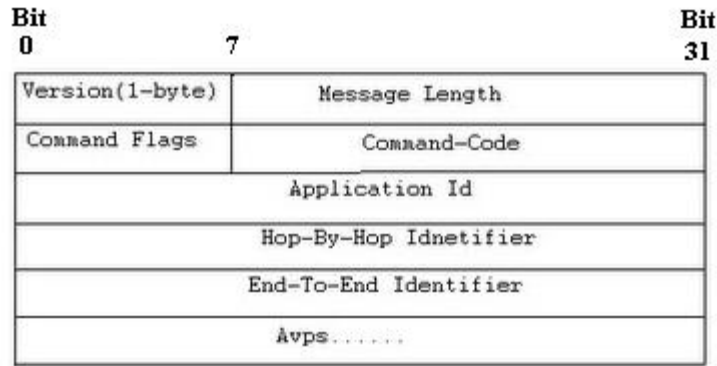 Bit Bit
0 7 31
Version(1-byte) Message Length
Command Flags Command-Code
Application Id
Hop-By-Hop Idnetifier
End-To-End Identifier
Avps......